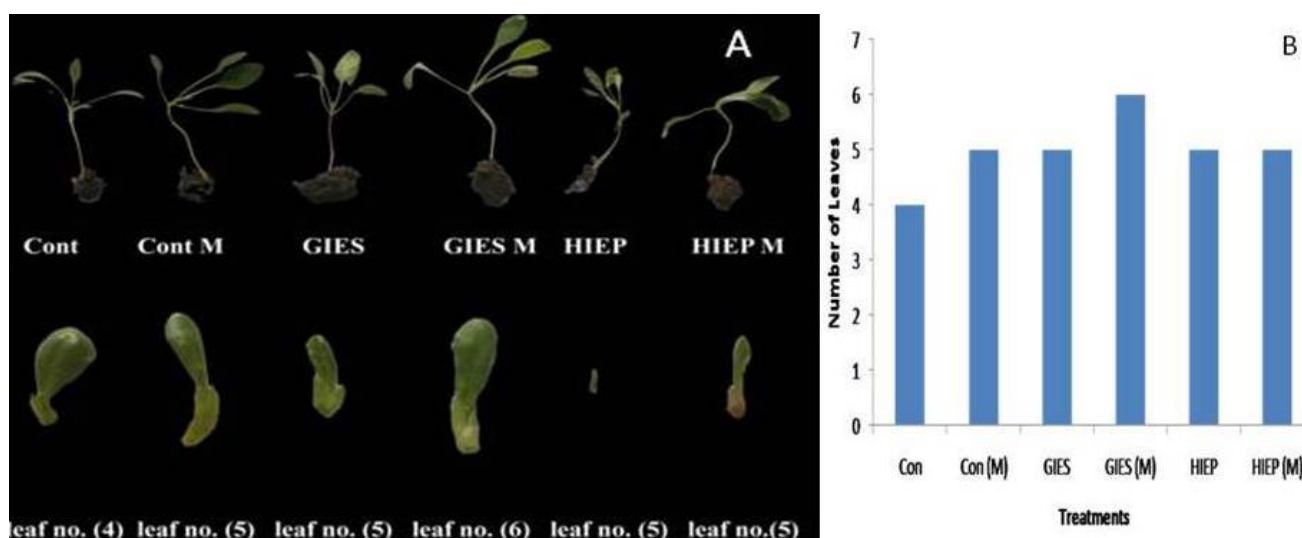 A
Cont Cont M GIES GIES M HIEP HIEP M
leaf no. (4) leaf no. (5) leaf no. (5) leaf no. (6) leaf no. (5) leaf no.(5)
B
Number of Leaves
7
6
5
4
3
2
1
0
Con Con (M) GIES GIES (M) HIEP HIEP (M)
Treatments